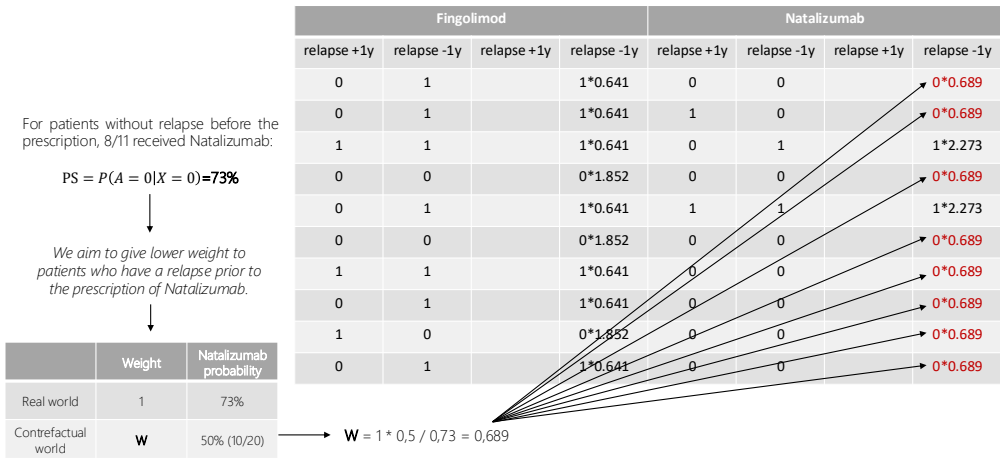 Fingolimod Natalizumab
relapse +1y relapse -1y relapse +1y relapse -1y relapse +1y relapse -1y relapse +1y relapse -1y
0 1 1*0.641 0 0 0*0.689
0 1 1*0.641 1 0 0*0.689
1 1 1*0.641 0 1 1*2.273
0 0 0*1.852 0 0 0*0.689
0 1 1*0.641 1 1 1*2.273
0 0 0*1.852 0 0 0*0.689
1 1 1*0.641 0 0 0*0.689
0 1 1*0.641 0 0 0*0.689
1 0 0*1.852 0 0 0*0.689
0 1 1*0.641 0 0 0*0.689
For patients without relapse before the
prescription, 8/11 received Natalizumab:
PS = P(A = 0|X = 0)=73%
We aim to give lower weight to
patients who have a relapse prior to
the prescription of Natalizumab.
Weight Natalizumab
probability
Real world 1 73%
Contrefactual
world W 50% (10/20)
W = 1 * 0,5 / 0,73 = 0,689